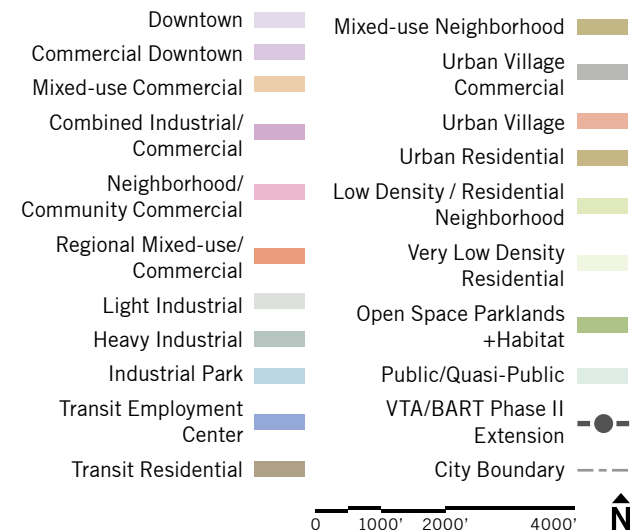 Downtown
Commercial Downtown
Mixed-use Commercial
Combined Industrial/
Commercial
Neighborhood/
Community Commercial
Regional Mixed-use/
Commercial
Light Industrial
Heavy Industrial
Industrial Park
Transit Employment
Center
Transit Residential
Mixed-use Neighborhood
Urban Village
Commercial
Urban Village
Urban Residential
Low Density / Residential
Neighborhood
Very Low Density
Residential
Open Space Parklands
+Habitat
Public/Quasi-Public
VTA/BART Phase II
Extension
City Boundary
0 1000’ 2000’ 4000’
N